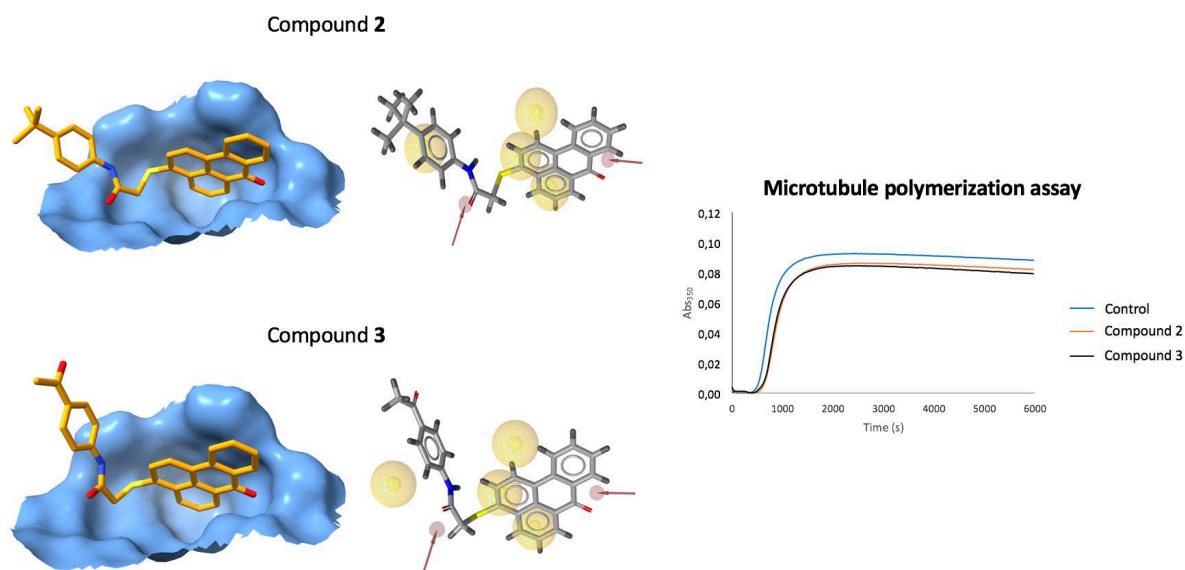 Compound 2
Compound 3
Microtubule polymerization assay
0,12
0,10
0,08
0,06
0,04
0,02
0,00
Abs350
0 1000 2000 3000 4000 5000 6000
Time (s)
Control
Compound 2
Compound 3